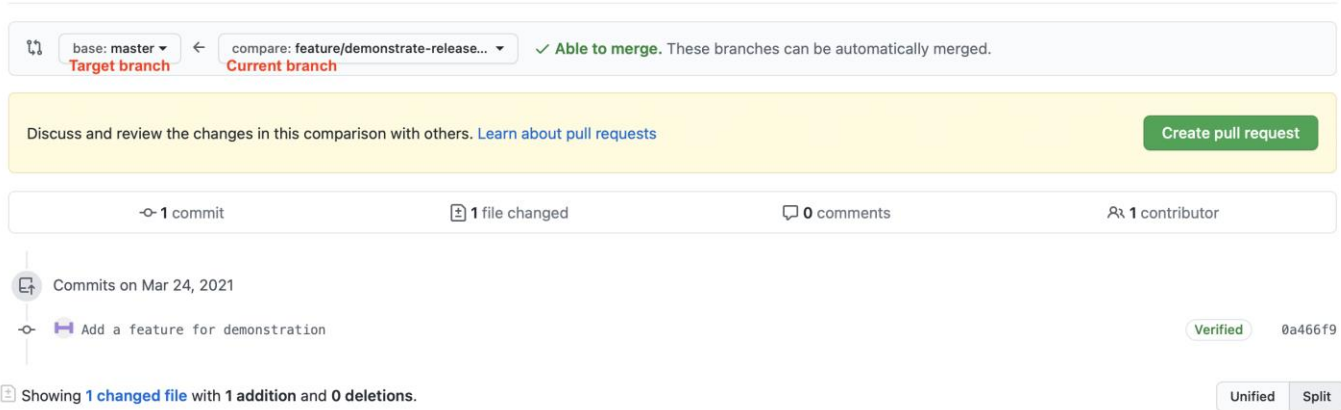 base: master
compare: feature/demonstrate-release...
Able to merge. These branches can be automatically merged.
Target branch
Current branch
Discuss and review the changes in this comparison with others. Learn about pull requests
Create pull request
1 commit
1 file changed
0 comments
1 contributor
Commits on Mar 24, 2021
Add a feature for demonstration
Verified
0a466f9
Showing 1 changed file with 1 addition and 0 deletions.
Unified
Split